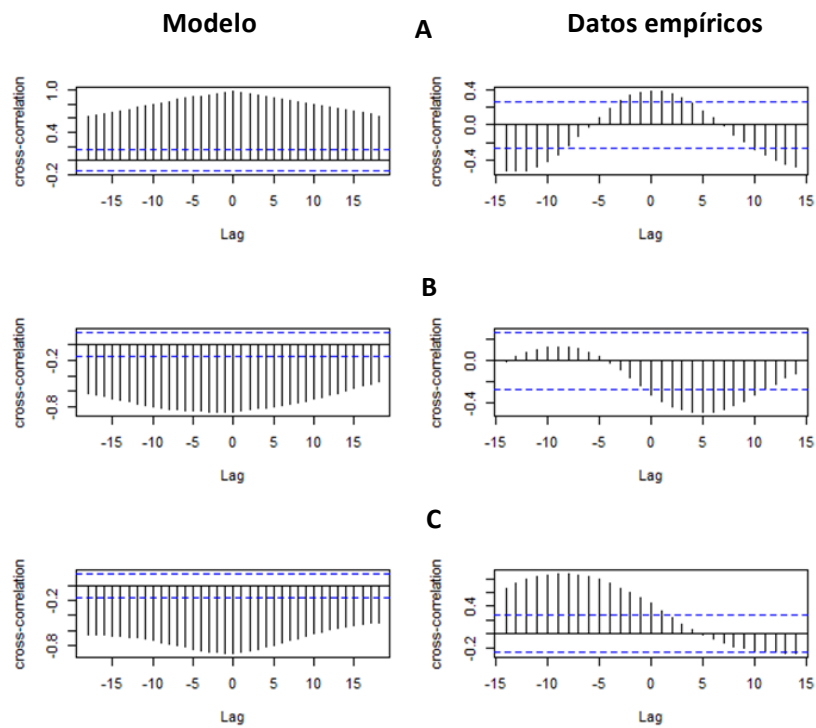 Modelo
A
Datos empíricos
cross-correlation
-0.2 0.4 1.0
-15 -10 -5 0 5 10 15
Lag
cross-correlation
-0.4 0.0 0.4
-15 -10 -5 0 5 10 15
Lag
B
cross-correlation
-0.8 -0.2
-15 -10 -5 0 5 10 15
Lag
cross-correlation
-0.4 0.0
-15 -10 -5 0 5 10 15
Lag
C
cross-correlation
-0.8 -0.2
-15 -10 -5 0 5 10 15
Lag
cross-correlation
-0.2 0.4
-15 -10 -5 0 5 10 15
Lag